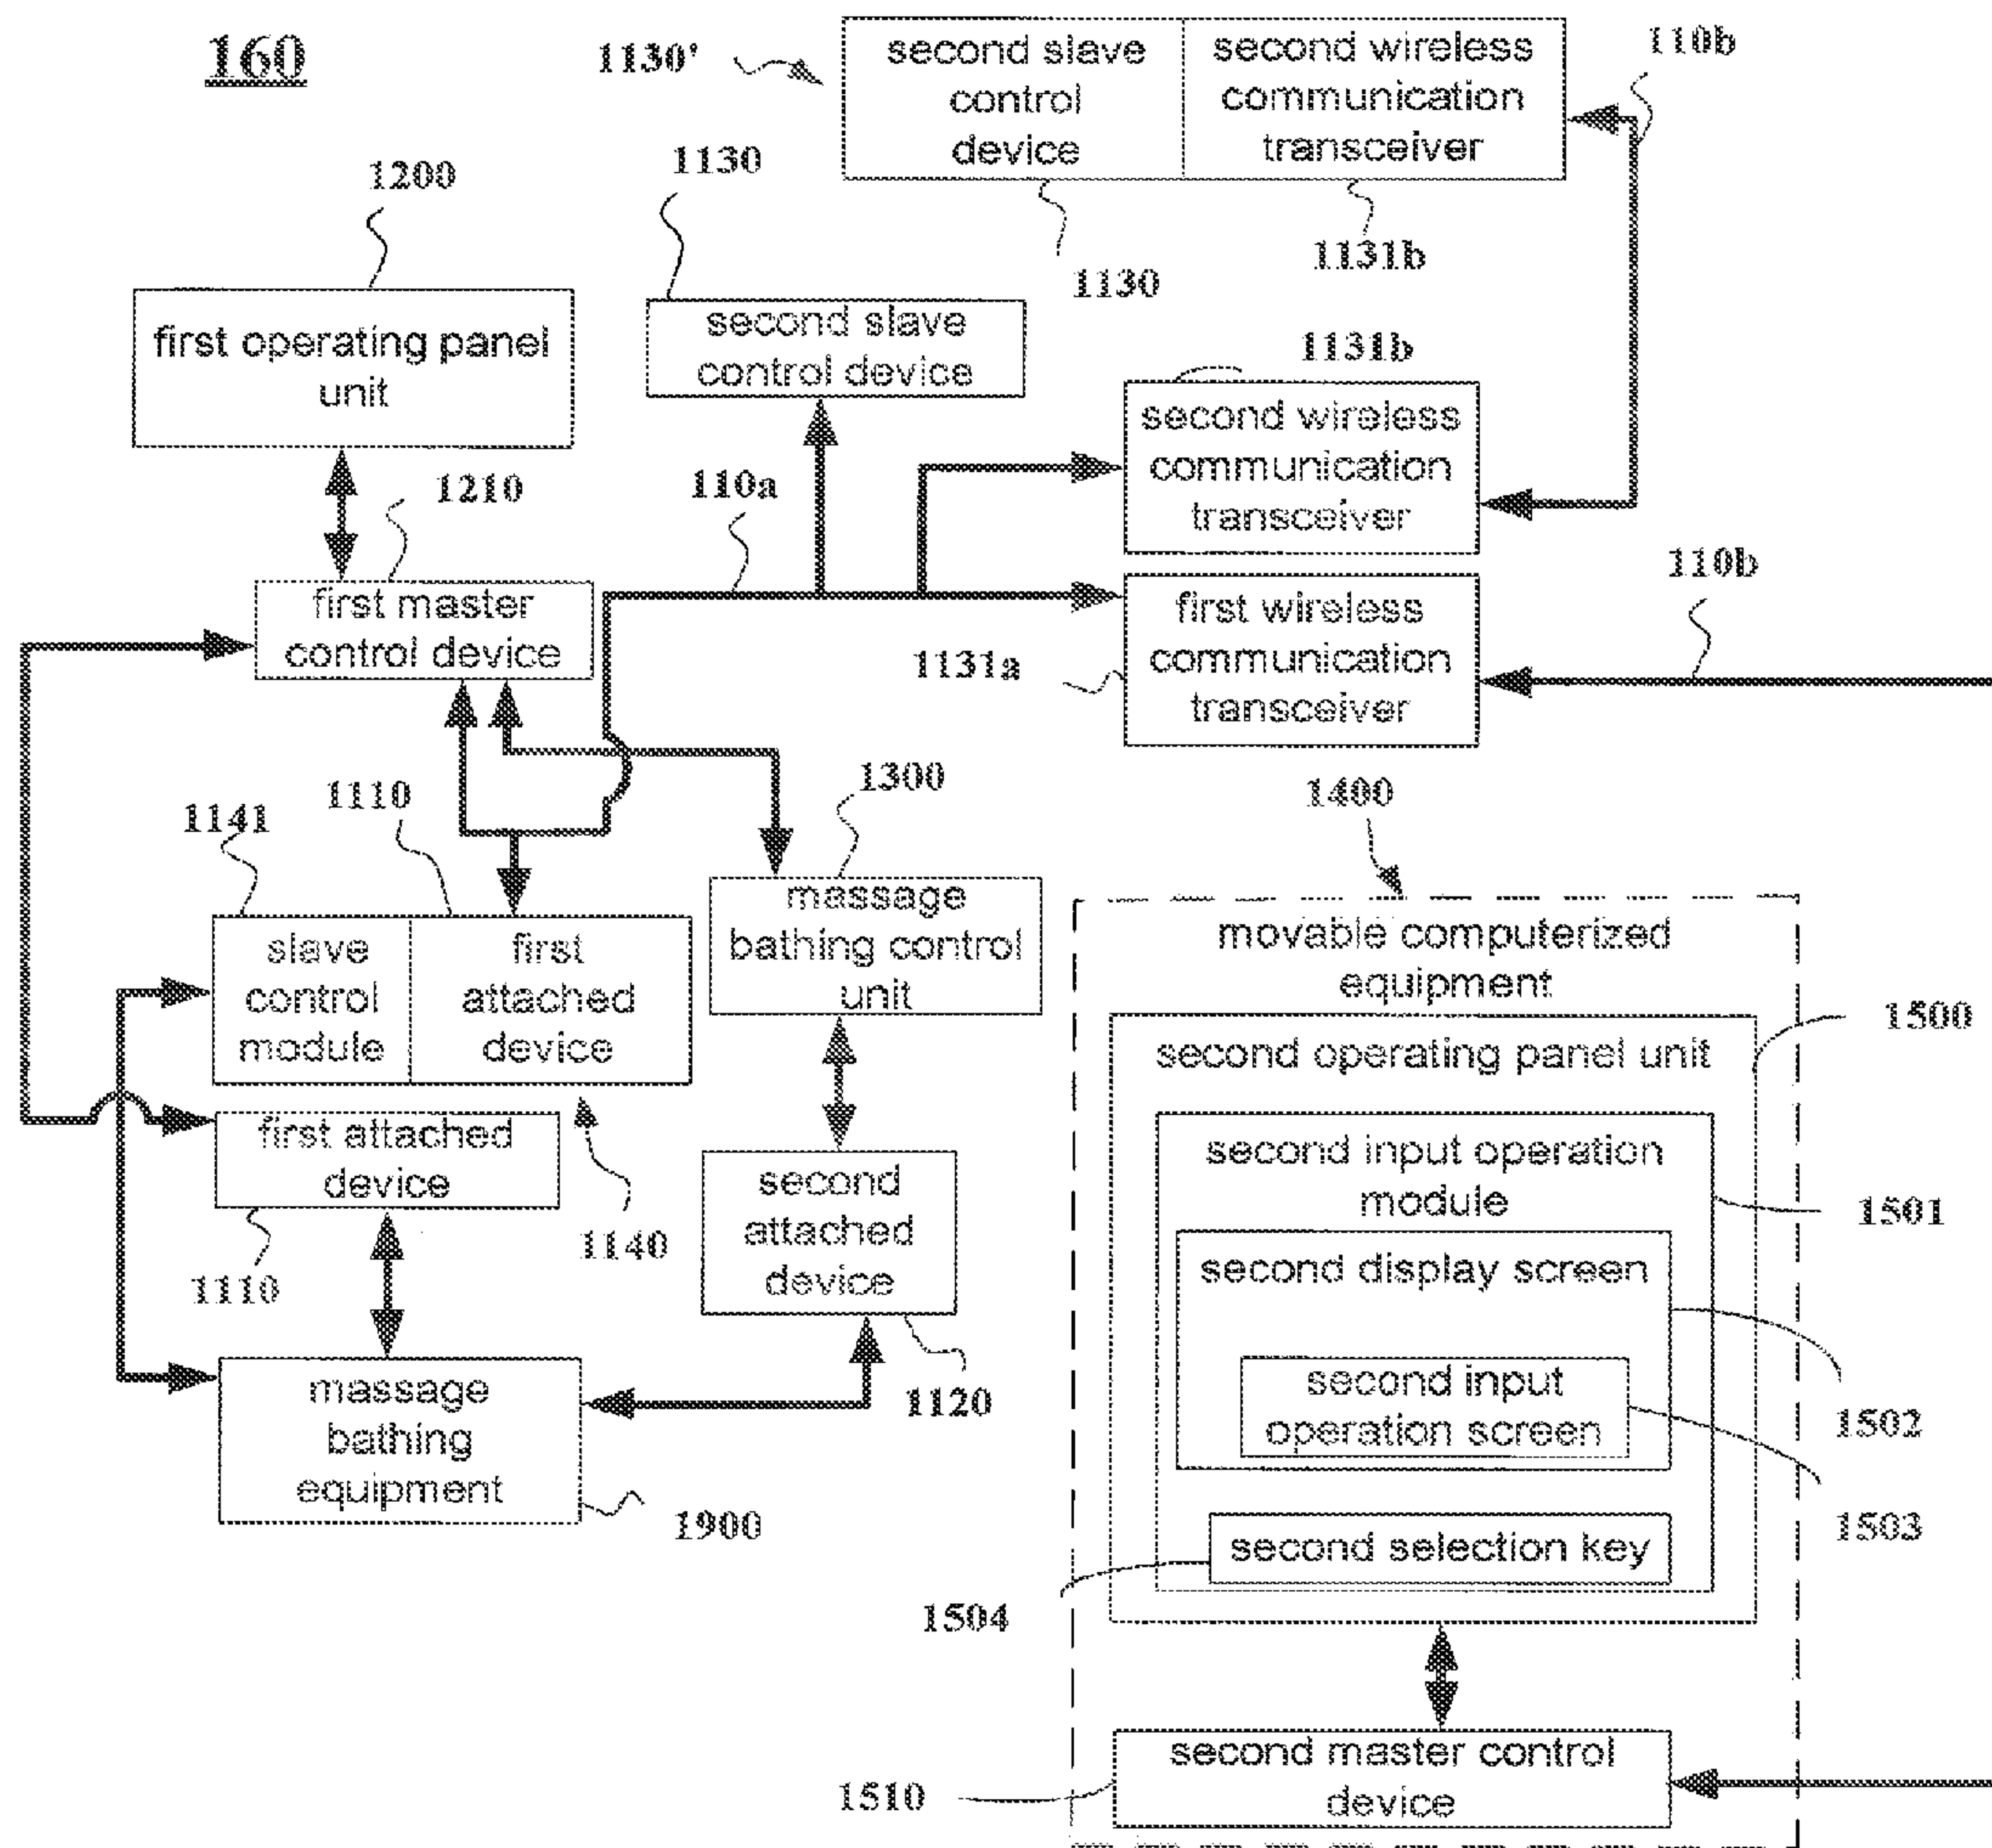 160
1130'
second slave
control
device
second wireless
communication
transceiver
110b
1130
1131b
1200
1130
first operating panel
unit
second slave
control device
1131b
second wireless
communication
transceiver
1210
110a
first master
control device
first wireless
communication
transceiver
110b
1131a
1141
1110
1300
1400
slave
control
module
first
attached
device
massage
bathing control
unit
movable computerized
equipment
1500
second operating panel unit
first attached
device
1140
1110
second
attached
device
1120
second input operation
module
1501
second display screen
1502
second input
operation screen
1503
massage
bathing
equipment
1900
second selection key
1504
second master control
device
1510